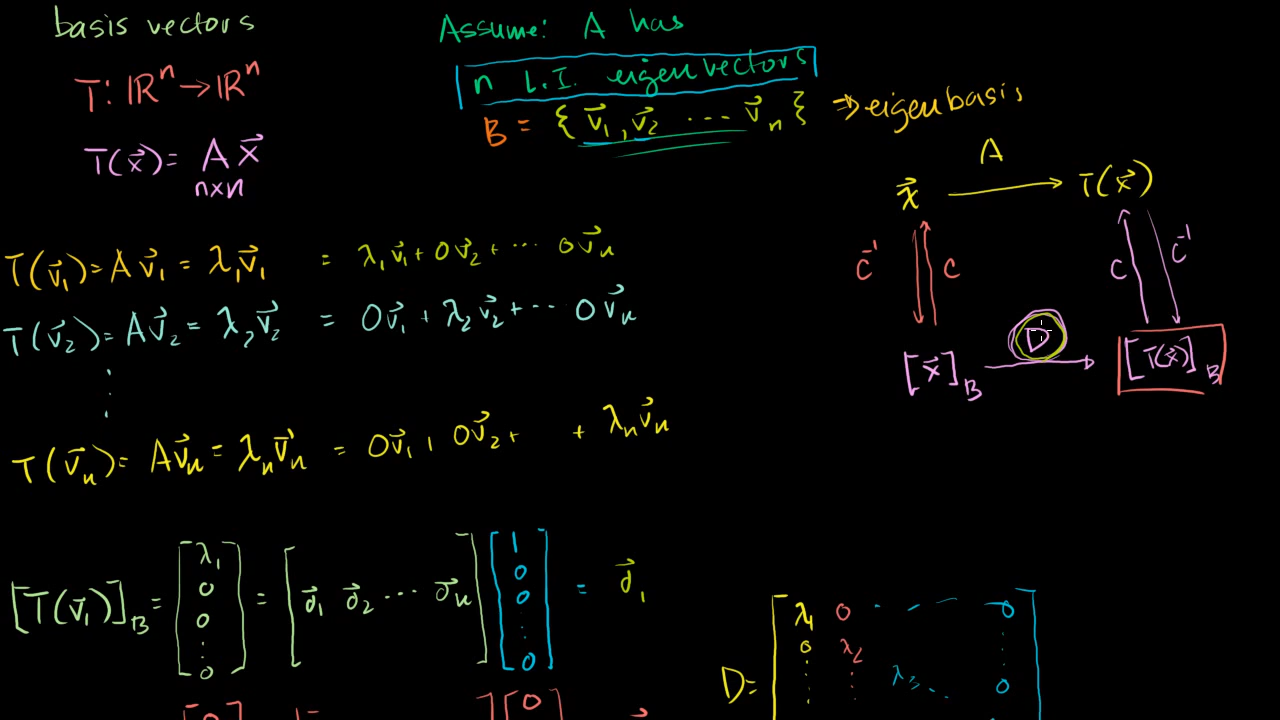 basis vectors
T: ℝⁿ → ℝⁿ
T(x⃗) = A x⃗
n×n
Assume: A has
n L.I. eigenvectors
B = { v⃗₁, v⃗₂ ... v⃗ₙ } ⇒ eigenbasis
A
x⃗ → T(x⃗)
C⁻¹ C C C⁻¹
D
[x⃗]_B → [T(x⃗)]_B
T(v⃗₁) = A v⃗₁ = λ₁v⃗₁ = λ₁v⃗₁ + 0v⃗₂ + ... 0v⃗ₙ
T(v⃗₂) = A v⃗₂ = λ₂v⃗₂ = 0v⃗₁ + λ₂v⃗₂ + ... 0v⃗ₙ
⋮
T(v⃗ₙ) = A v⃗ₙ = λₙv⃗ₙ = 0v⃗₁ + 0v⃗₂ + + λₙv⃗ₙ
[T(v⃗₁)]_B = [λ₁ 0 0 ⋮ 0] = [d⃗₁ d⃗₂ ... d⃗ₙ] [1 0 0 ⋮ 0] = d⃗₁
D = [λ₁ 0 ... 0
0 λ₂ ⋮
⋮ ⋮ λ₃... 0